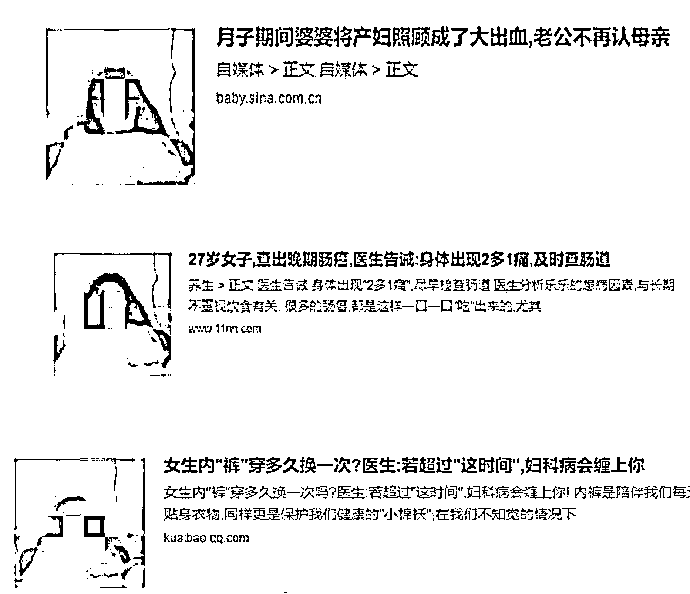 月子期间婆婆将产妇照顾成了大出血,老公不再认母亲
自媒体 > 正文 自媒体 > 正文
baby.sina.com.cn
27岁女子,查出晚期肠癌,医生告诫:身体出现2多1痛,及时查肠道
养生 > 正文 医生告诫 身体出现"2多1痛",尽早检查肠道 医生分析乐乐的患病因素,与长期
不重视饮食有关. 很多的肠癌,都是这样一口一口"吃"出来的,尤其
女生内"裤"穿多久换一次?医生:若超过"这时间",妇科病会缠上你
女生内"裤"穿多久换一次吗?医生:若超过"这时间",妇科病会缠上你! 内裤是陪伴我们每天
贴身衣物,同样更是保护我们健康的"小棉袄",在我们不知觉的情况下
kuaibao.qq.com